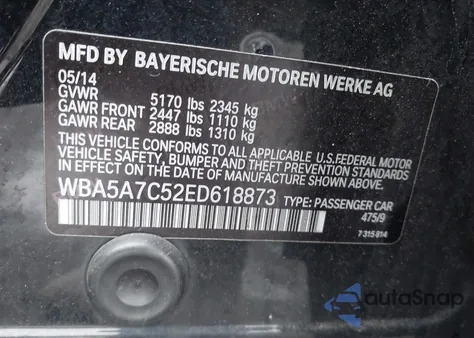 MFD BY BAYERISCHE MOTOREN WERKE AG
05/14
GVWR 5170 lbs 2345 kg
GAWR FRONT 2447 lbs 1110 kg
GAWR REAR 2888 lbs 1310 kg
THIS VEHICLE CONFORMS TO ALL APPLICABLE U.S.FEDERAL MOTOR
VEHICLE SAFETY, BUMPER, AND THEFT PREVENTION STANDARDS
IN EFFECT ON THE DATE OF MANUFACTURE SHOWN ABOVE.
WBA5A7C52ED618873 TYPE: PASSENGER CAR
475/9
7 315 814
autoSnap